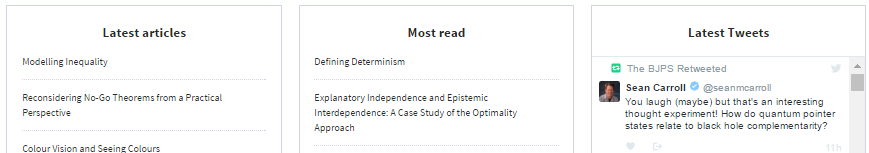 Latest articles
Modelling Inequality
Reconsidering No-Go Theorems from a Practical
Perspective
Colour Vision and Seeing Colours
Most read
Defining Determinism
Explanatory Independence and Epistemic
Interdependence: A Case Study of the Optimality
Approach
Latest Tweets
The BJPS Retweeted
Sean Carroll @seanmcarroll
You laugh (maybe) but that's an interesting
thought experiment! How do quantum pointer
states relate to black hole complementarity?
11h